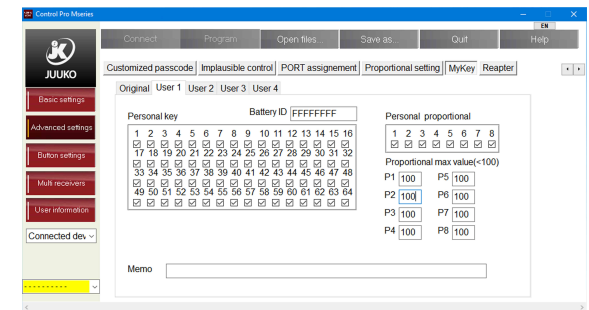 Control Pro Mseries
EN
Connect Program Open files... Save as... Quit Help
JUUKO
Customized passcode Implausible control PORT assignement Proportional setting MyKey Reapter
Original User 1 User 2 User 3 User 4
Basic settings
Advanced settings
Button settings
Multi receivers
User information
Connected dev
----------
Personal key Battery ID FFFFFFFF
1 2 3 4 5 6 7 8 9 10 11 12 13 14 15 16
17 18 19 20 21 22 23 24 25 26 27 28 29 30 31 32
33 34 35 36 37 38 39 40 41 42 43 44 45 46 47 48
49 50 51 52 53 54 55 56 57 58 59 60 61 62 63 64
Personal proportional
1 2 3 4 5 6 7 8
Proportional max value(<100)
P1 100 P5 100
P2 100 P6 100
P3 100 P7 100
P4 100 P8 100
Memo